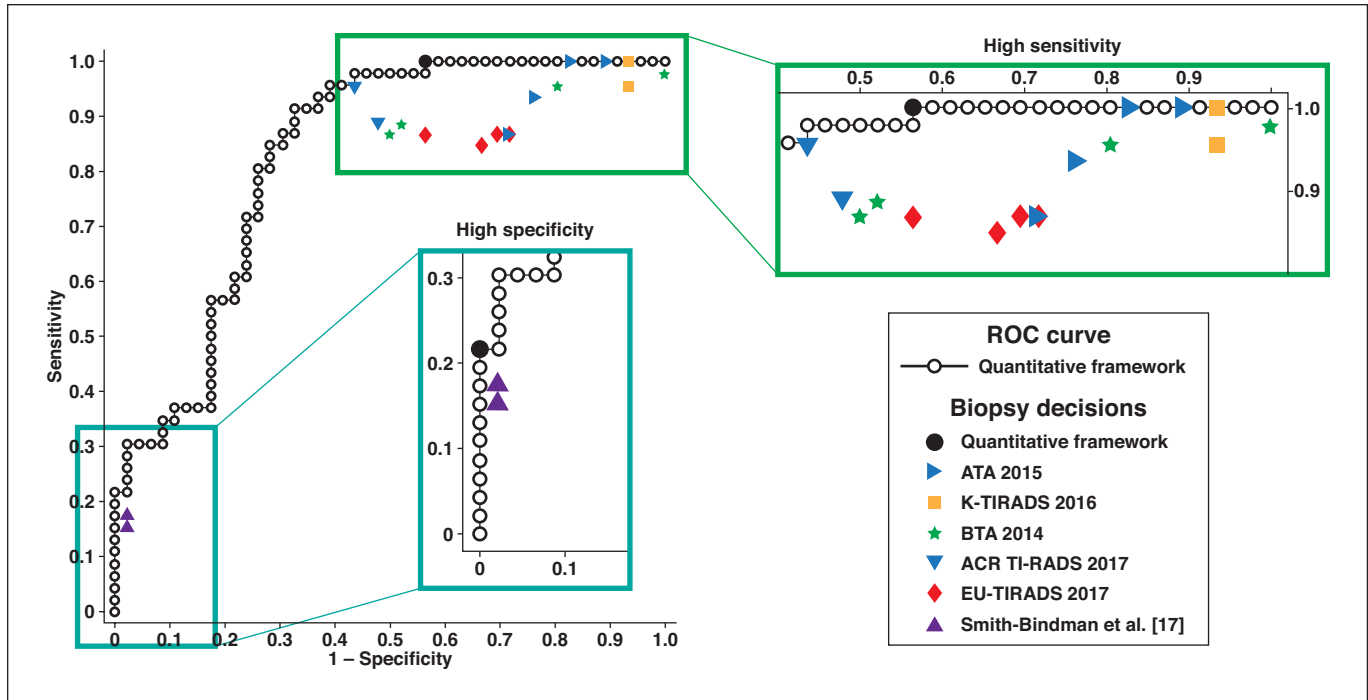 High sensitivity
0.5 0.6 0.7 0.8 0.9
1.0
0.9
1.0
0.9
0.8
0.7
0.6
0.5
0.4
0.3
0.2
0.1
0
Sensitivity
High specificity
0.3
0.2
0.1
0
0 0.1
0 0.1 0.2 0.3 0.4 0.5 0.6 0.7 0.8 0.9 1.0
1 – Specificity
ROC curve
Quantitative framework
Biopsy decisions
Quantitative framework
ATA 2015
K-TIRADS 2016
BTA 2014
ACR TI-RADS 2017
EU-TIRADS 2017
Smith-Bindman et al. [17]